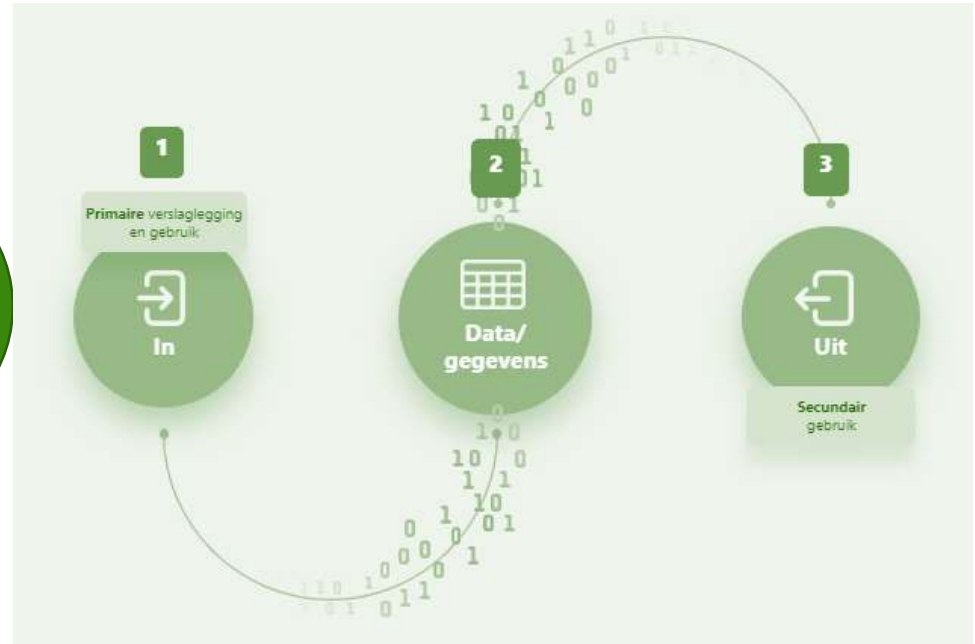 1
Primaire verslaglegging
en gebruik
In
2
Data/
gegevens
3
Uit
Secundair
gebruik